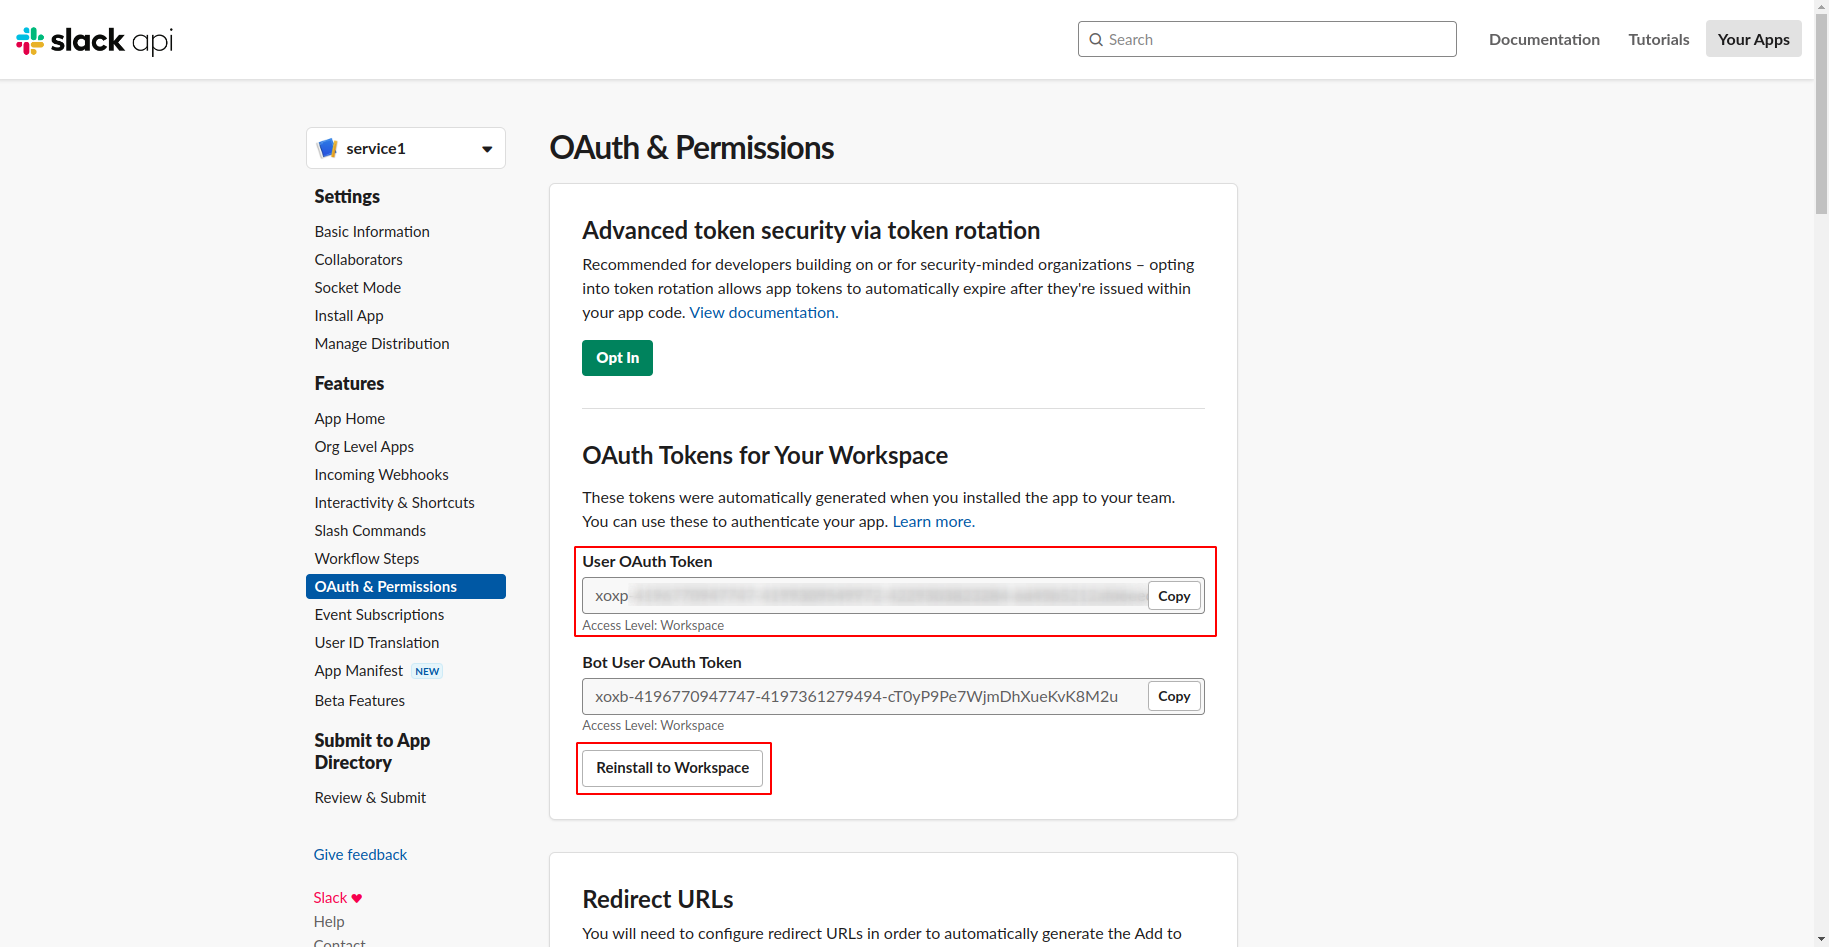 slack api
Search
Documentation
Tutorials
Your Apps
service1
Settings
Basic Information
Collaborators
Socket Mode
Install App
Manage Distribution
Features
App Home
Org Level Apps
Incoming Webhooks
Interactivity & Shortcuts
Slash Commands
Workflow Steps
OAuth & Permissions
Event Subscriptions
User ID Translation
App Manifest NEW
Beta Features
Submit to App
Directory
Review & Submit
Give feedback
Slack ♥
Help
Contact
OAuth & Permissions
Advanced token security via token rotation
Recommended for developers building on or for security-minded organizations – opting
into token rotation allows app tokens to automatically expire after they're issued within
your app code. View documentation.
Opt In
OAuth Tokens for Your Workspace
These tokens were automatically generated when you installed the app to your team.
You can use these to authenticate your app. Learn more.
User OAuth Token
xoxp-
Copy
Access Level: Workspace
Bot User OAuth Token
xoxb-4196770947747-4197361279494-cT0yP9Pe7WjmDhXueKvK8M2u
Copy
Access Level: Workspace
Reinstall to Workspace
Redirect URLs
You will need to configure redirect URLs in order to automatically generate the Add to